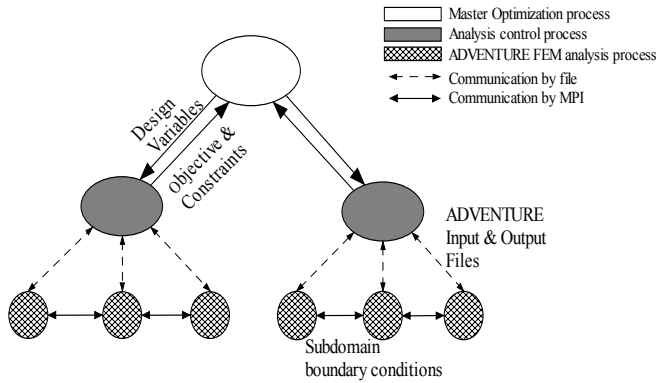 Master Optimization process
Analysis control process
ADVENTURE FEM analysis process
Communication by file
Communication by MPI
Design
Variables
Objective &
Constraints
ADVENTURE
Input & Output
Files
Subdomain
boundary conditions